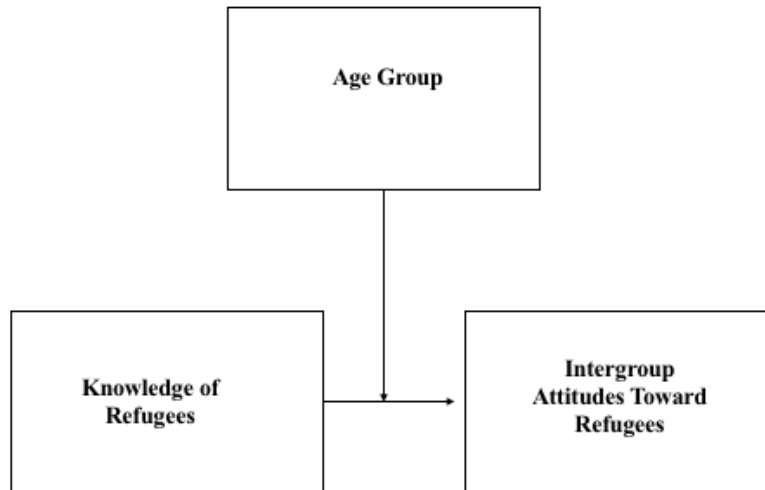 Age Group
Knowledge of
Refugees
Intergroup
Attitudes Toward
Refugees